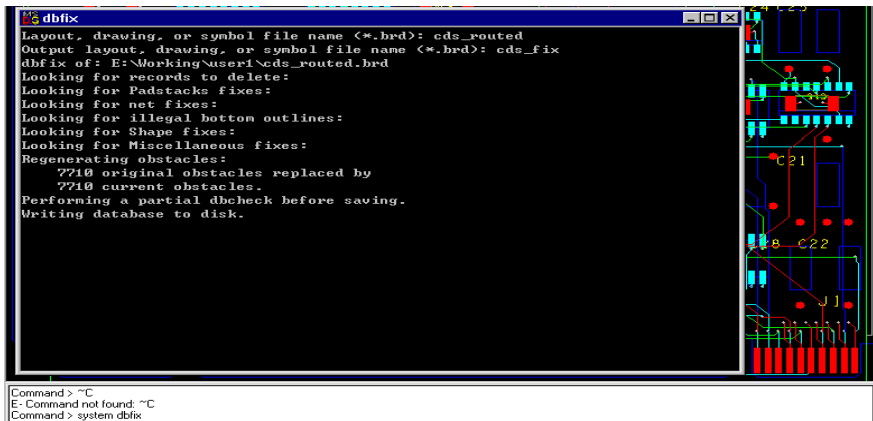 dbfix
Layout, drawing, or symbol file name (*.brd): cds_routed
Output layout, drawing, or symbol file name (*.brd): cds_fix
dbfix of: E:\Working\user1\cds_routed.brd
Looking for records to delete:
Looking for Padstacks fixes:
Looking for net fixes:
Looking for illegal bottom outlines:
Looking for Shape fixes:
Looking for Miscellaneous fixes:
Regenerating obstacles:
7710 original obstacles replaced by
7710 current obstacles.
Performing a partial dbcheck before saving.
Writing database to disk.
C21
C22
J1
Command > ~C
E- Command not found: ~C
Command > system dbfix